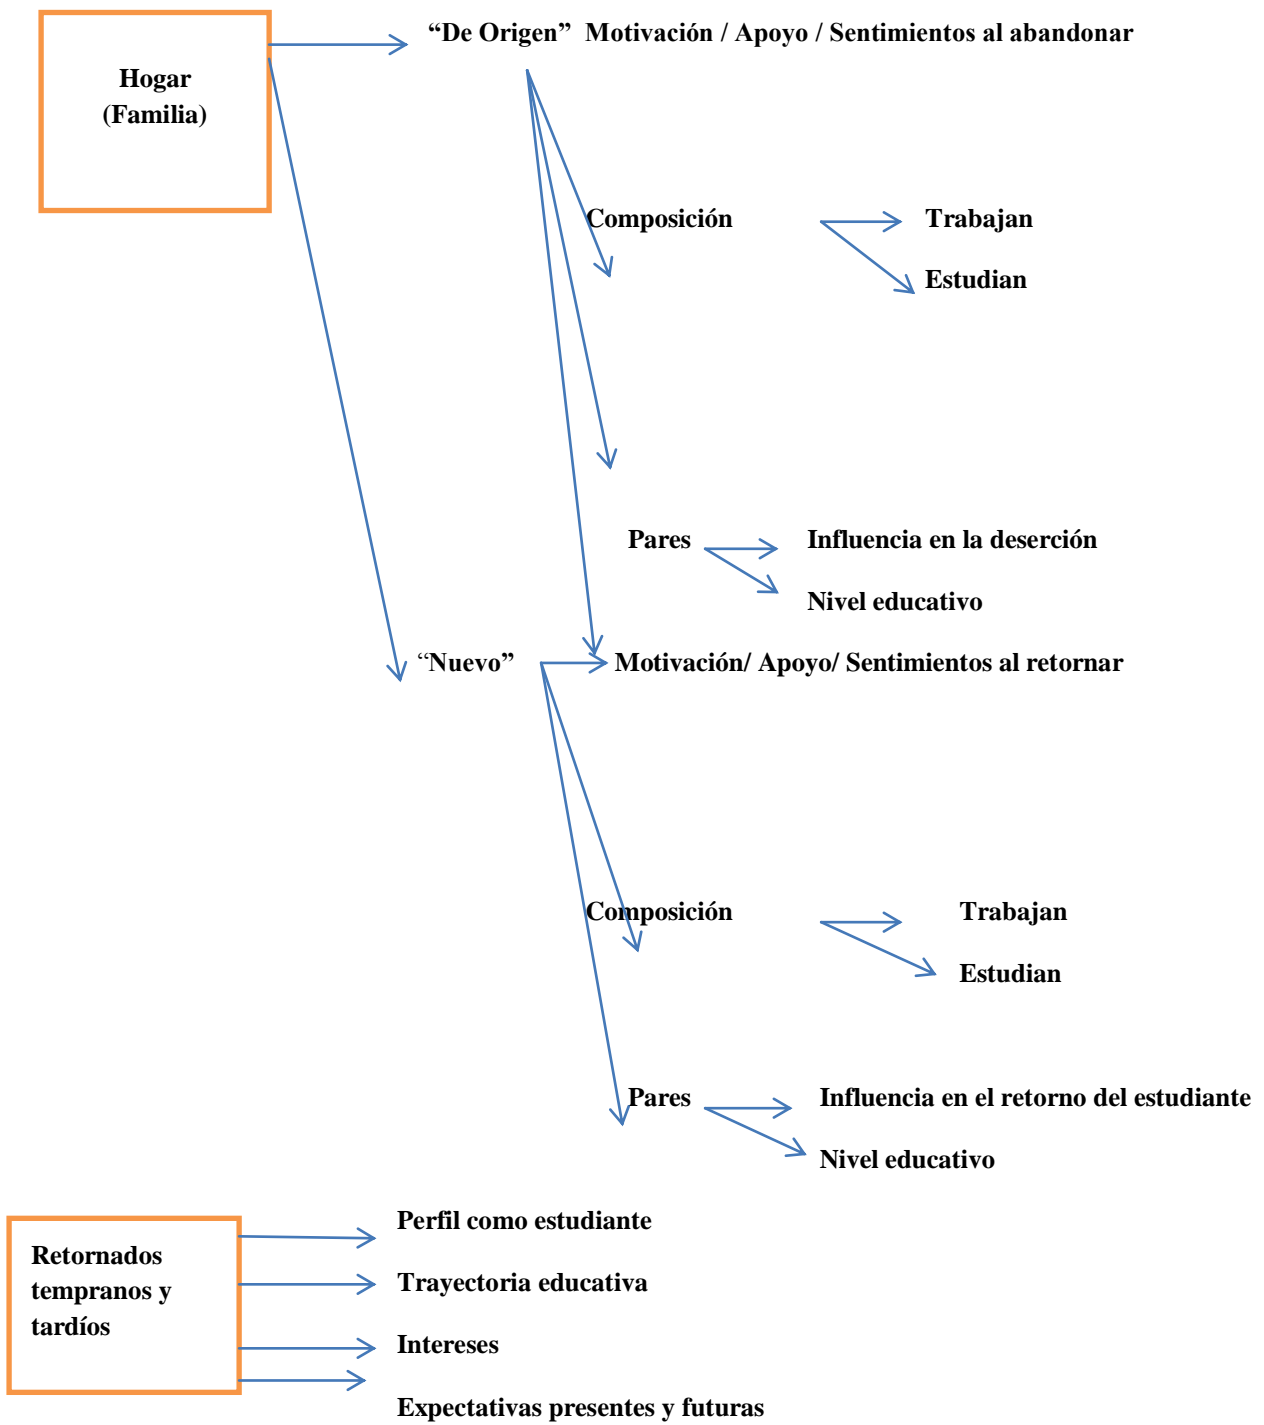 “De Origen” Motivación / Apoyo / Sentimientos al abandonar
Hogar
(Familia)
Composición
Trabajan
Estudian
Pares
Influencia en la deserción
Nivel educativo
“Nuevo”
Motivación/ Apoyo/ Sentimientos al retornar
Composición
Trabajan
Estudian
Pares
Influencia en el retorno del estudiante
Nivel educativo
Retornados
tempranos y
tardíos
Perfil como estudiante
Trayectoria educativa
Intereses
Expectativas presentes y futuras